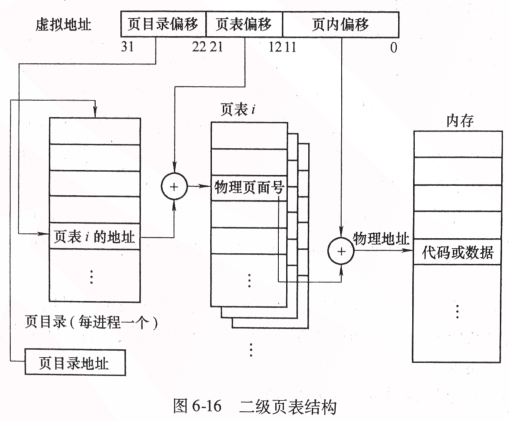 虚拟地址 页目录偏移 页表偏移 页内偏移
31 22 21 12 11 0
页表 i
内存
物理页面号
页表 i 的地址
物理地址
代码或数据
+
+
⋮
⋮
⋮
页目录（每进程一个）
⋮
页目录地址
图 6-16 二级页表结构